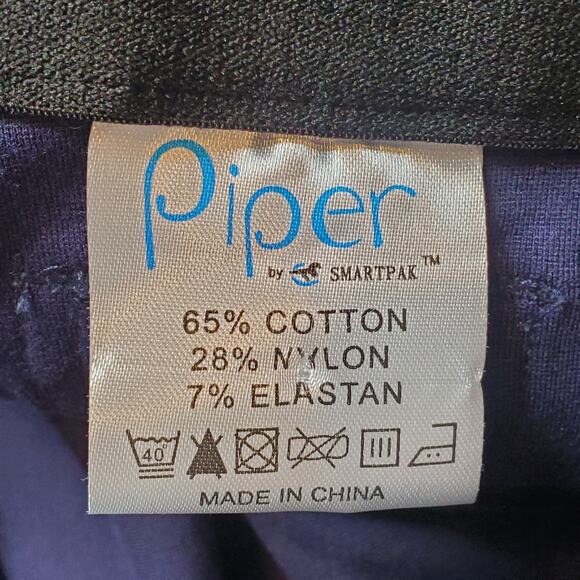 Piper
BY SMARTPAK™
65% COTTON
28% NYLON
7% ELASTAN
40°
MADE IN CHINA